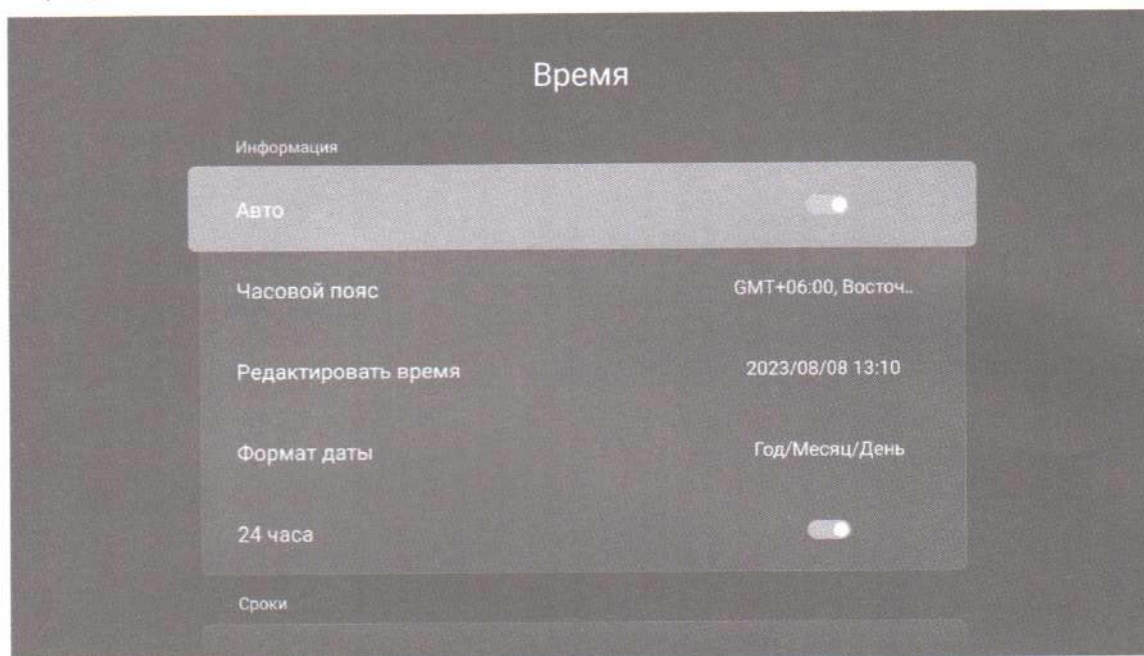 Время
Информация
Авто
Часовой пояс GMT+06:00, Восточ..
Редактировать время 2023/08/08 13:10
Формат даты Год/Месяц/День
24 часа
Сроки